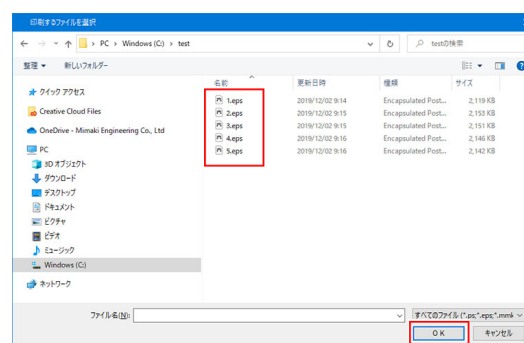 印刷するファイルを選択
PC > Windows (C:) > test
testの検索
整理 ▼ 新しいフォルダー
名前 更新日時 種類 サイズ
クイック アクセス
Creative Cloud Files
OneDrive - Mimaki Engineering Co., Ltd
PC
3D オブジェクト
ダウンロード
デスクトップ
ドキュメント
ピクチャ
ビデオ
ミュージック
Windows (C:)
ネットワーク
1.eps 2019/12/02 9:14 Encapsulated Post... 2,119 KB
2.eps 2019/12/02 9:15 Encapsulated Post... 2,153 KB
3.eps 2019/12/02 9:15 Encapsulated Post... 2,151 KB
4.eps 2019/12/02 9:16 Encapsulated Post... 2,146 KB
5.eps 2019/12/02 9:16 Encapsulated Post... 2,142 KB
ファイル名(N):
すべてのファイル (*.ps;*.eps;*.mmk
OK キャンセル